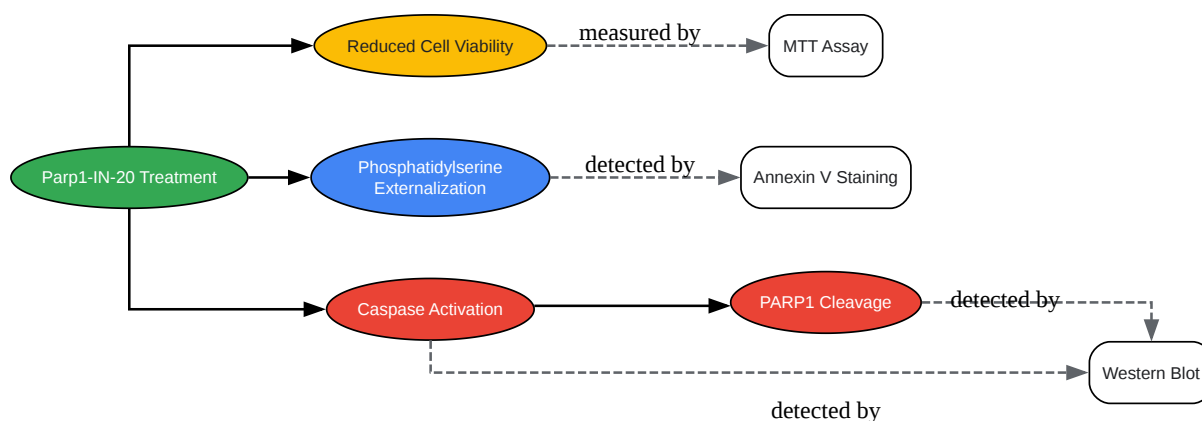 Reduced Cell Viability
measured by
MTT Assay
Parp1-IN-20 Treatment
Phosphatidylserine
Externalization
detected by
Annexin V Staining
Caspase Activation
PARP1 Cleavage
detected by
Western Blot
detected by